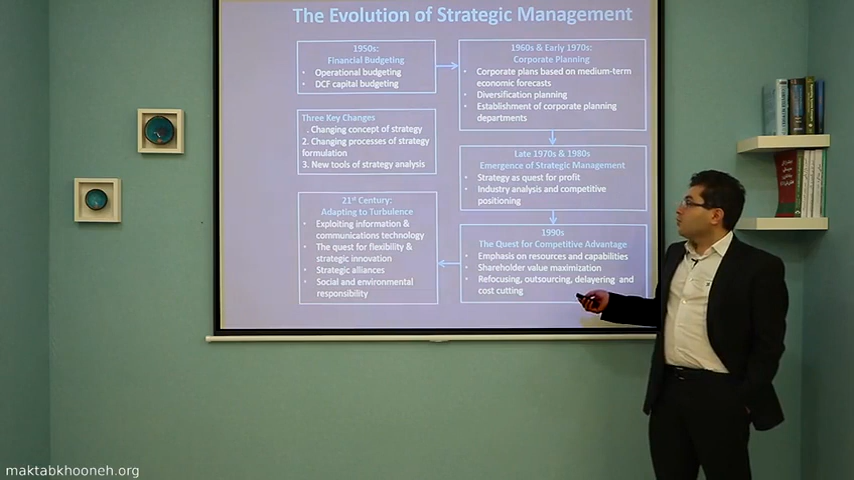 The Evolution of Strategic Management
1950s:
Financial Budgeting
• Operational budgeting
• DCF capital budgeting
1960s & Early 1970s:
Corporate Planning
• Corporate plans based on medium-term
economic forecasts
• Diversification planning
• Establishment of corporate planning
departments
Three Key Changes
. Changing concept of strategy
2. Changing processes of strategy
formulation
3. New tools of strategy analysis
Late 1970s & 1980s
Emergence of Strategic Management
• Strategy as quest for profit
• Industry analysis and competitive
positioning
1990s
The Quest for Competitive Advantage
• Emphasis on resources and capabilities
• Shareholder value maximization
• Refocusing, outsourcing, delayering and
cost cutting
21st Century:
Adapting to Turbulence
• Exploiting information &
communications technology
• The quest for flexibility &
strategic innovation
• Strategic alliances
• Social and environmental
responsibility
maktabkhooneh.org